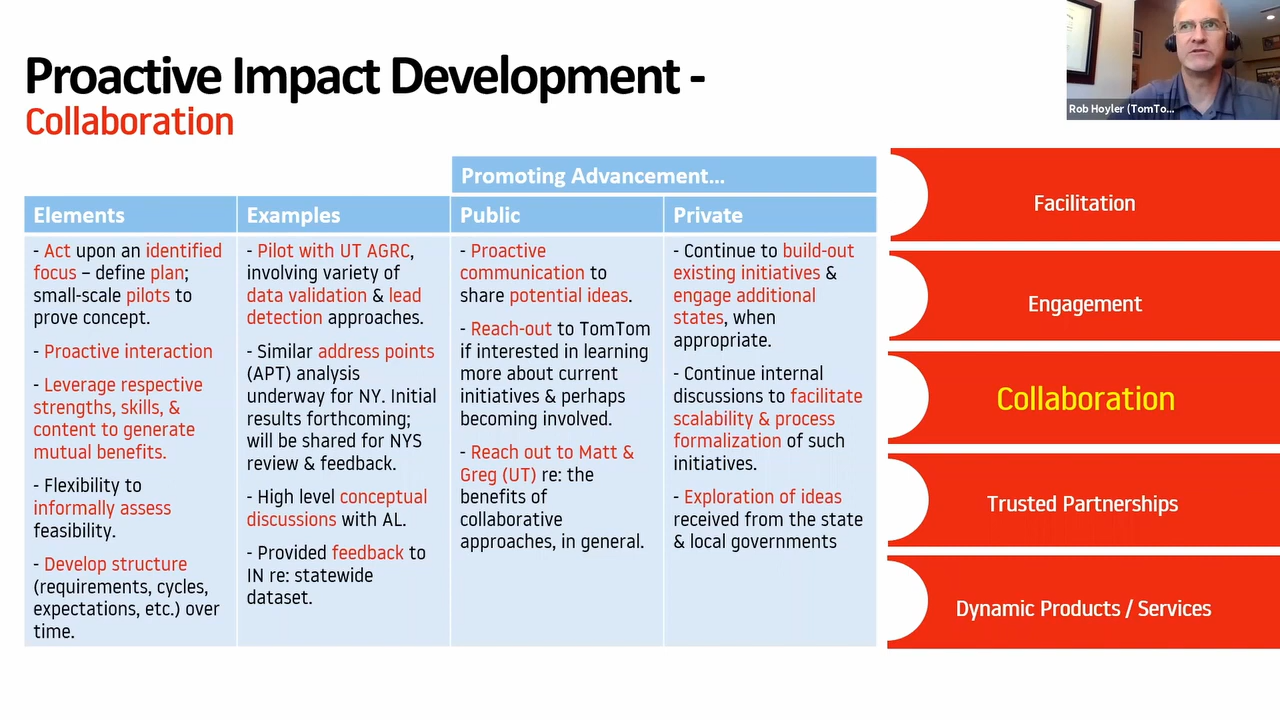 Proactive Impact Development -
Collaboration
Rob Hoyler (TomTo...
Promoting Advancement...
Elements
Examples
Public
Private
- Act upon an identified
focus – define plan;
small-scale pilots to
prove concept.
- Proactive interaction
- Leverage respective
strengths, skills, &
content to generate
mutual benefits.
- Flexibility to
informally assess
feasibility.
- Develop structure
(requirements, cycles,
expectations, etc.) over
time.
- Pilot with UT AGRC,
involving variety of
data validation & lead
detection approaches.
- Similar address points
(APT) analysis
underway for NY. Initial
results forthcoming;
will be shared for NYS
review & feedback.
- High level conceptual
discussions with AL.
- Provided feedback to
IN re: statewide
dataset.
- Proactive
communication to
share potential ideas.
- Reach-out to TomTom
if interested in learning
more about current
initiatives & perhaps
becoming involved.
- Reach out to Matt &
Greg (UT) re: the
benefits of
collaborative
approaches, in general.
- Continue to build-out
existing initiatives &
engage additional
states, when
appropriate.
- Continue internal
discussions to facilitate
scalability & process
formalization of such
initiatives.
- Exploration of ideas
received from the state
& local governments
Facilitation
Engagement
Collaboration
Trusted Partnerships
Dynamic Products / Services